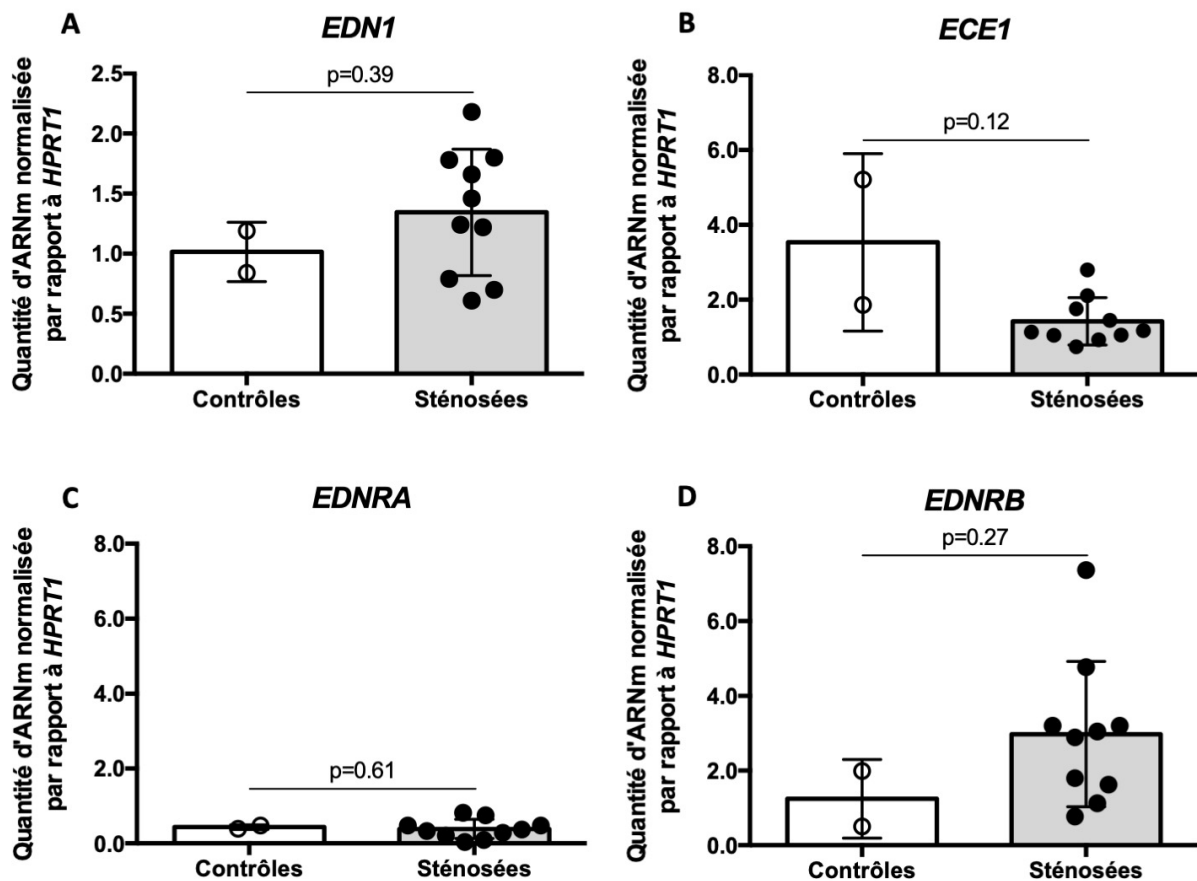 A
EDN1
Quantité d'ARNm normalisée
par rapport à HPRT1
2.5
2.0
1.5
1.0
0.5
0.0
p=0.39
Contrôles
Sténosées
B
ECE1
Quantité d'ARNm normalisée
par rapport à HPRT1
8.0
6.0
4.0
2.0
0.0
p=0.12
Contrôles
Sténosées
C
EDNRA
Quantité d'ARNm normalisée
par rapport à HPRT1
8.0
6.0
4.0
2.0
0.0
p=0.61
Contrôles
Sténosées
D
EDNRB
Quantité d'ARNm normalisée
par rapport à HPRT1
8.0
6.0
4.0
2.0
0.0
p=0.27
Contrôles
Sténosées